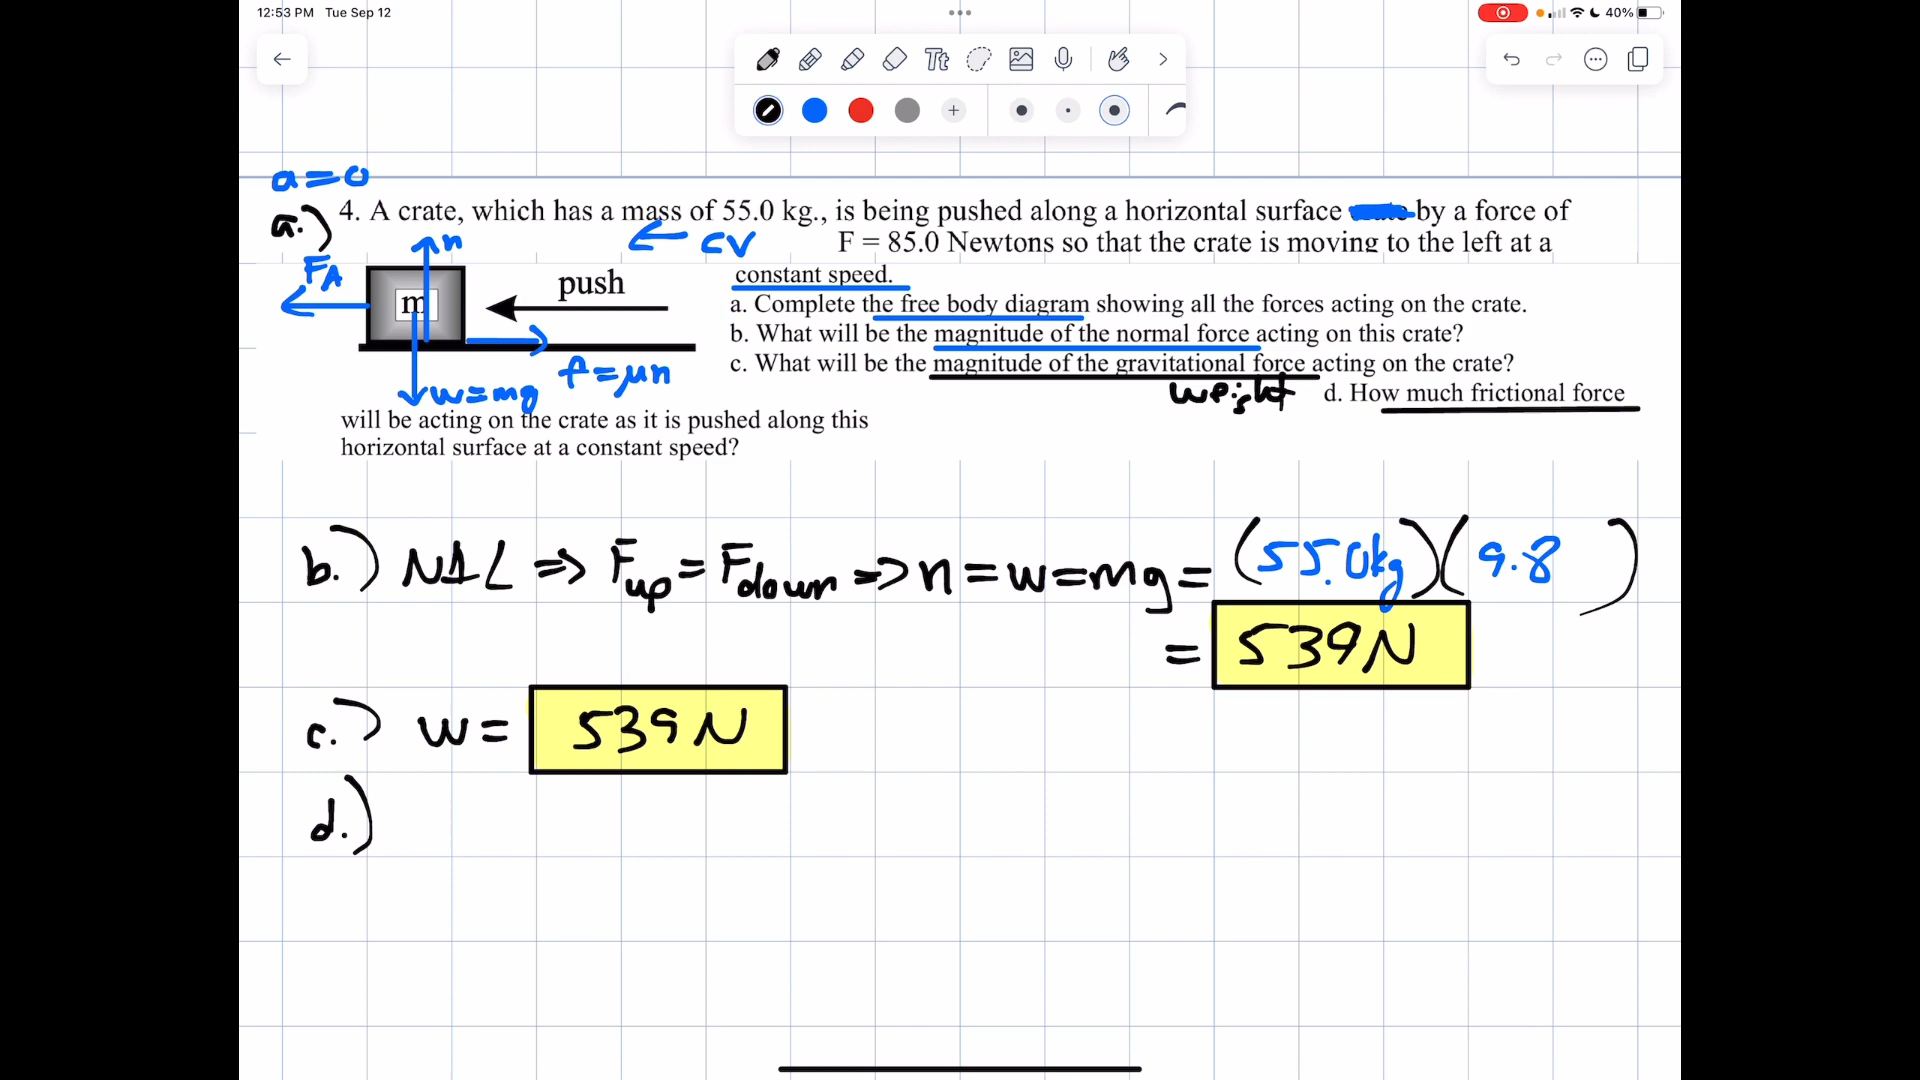 12:53 PM Tue Sep 12
40%
Tt
a=0
a.) 4. A crate, which has a mass of 55.0 kg., is being pushed along a horizontal surface by a force of
F = 85.0 Newtons so that the crate is moving to the left at a
← CV
constant speed.
n
FA
m
push
f=μn
w=mg
a. Complete the free body diagram showing all the forces acting on the crate.
b. What will be the magnitude of the normal force acting on this crate?
c. What will be the magnitude of the gravitational force acting on the crate?
weight d. How much frictional force
will be acting on the crate as it is pushed along this
horizontal surface at a constant speed?
b.) N1L => Fup = Fdown => n=w=mg= (55.0kg)(9.8 )
= 539N
c.) w= 539N
d.)